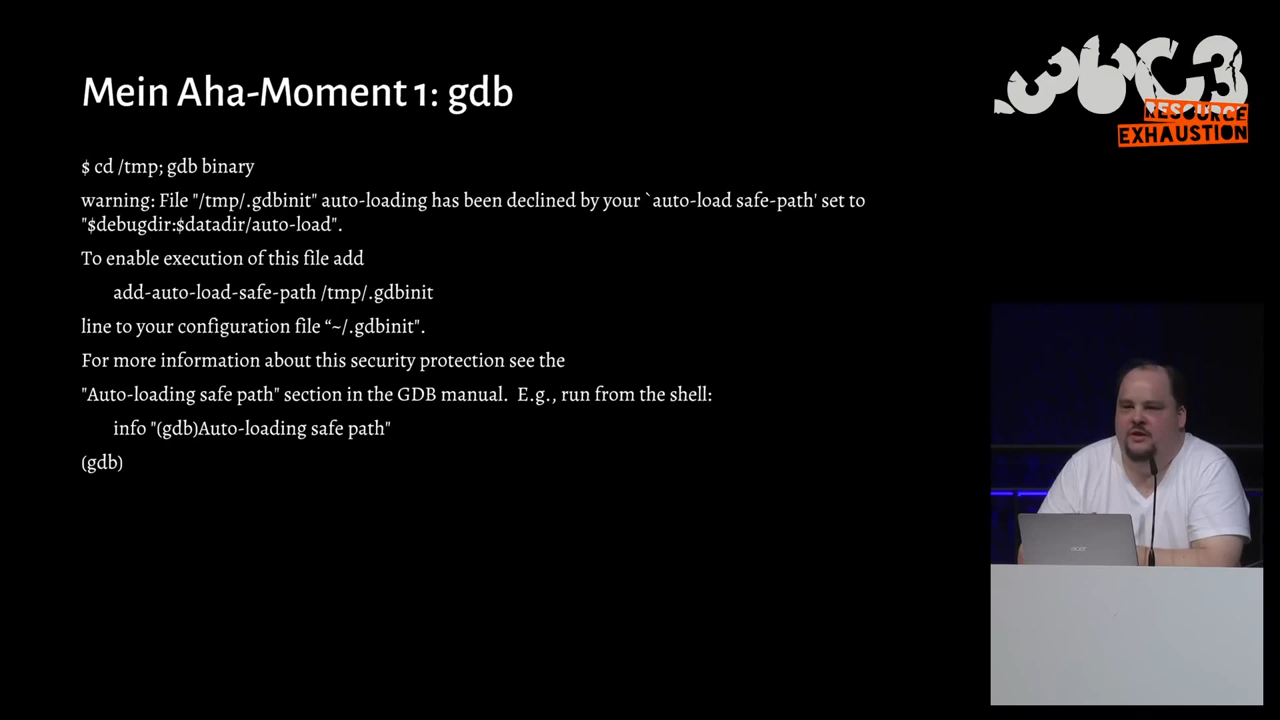 Mein Aha-Moment 1: gdb
36C3
RESOURCE
EXHAUSTION
$ cd /tmp; gdb binary
warning: File "/tmp/.gdbinit" auto-loading has been declined by your `auto-load safe-path' set to
"$debugdir:$datadir/auto-load".
To enable execution of this file add
add-auto-load-safe-path /tmp/.gdbinit
line to your configuration file “~/.gdbinit".
For more information about this security protection see the
"Auto-loading safe path" section in the GDB manual.  E.g., run from the shell:
info "(gdb)Auto-loading safe path"
(gdb)
acer